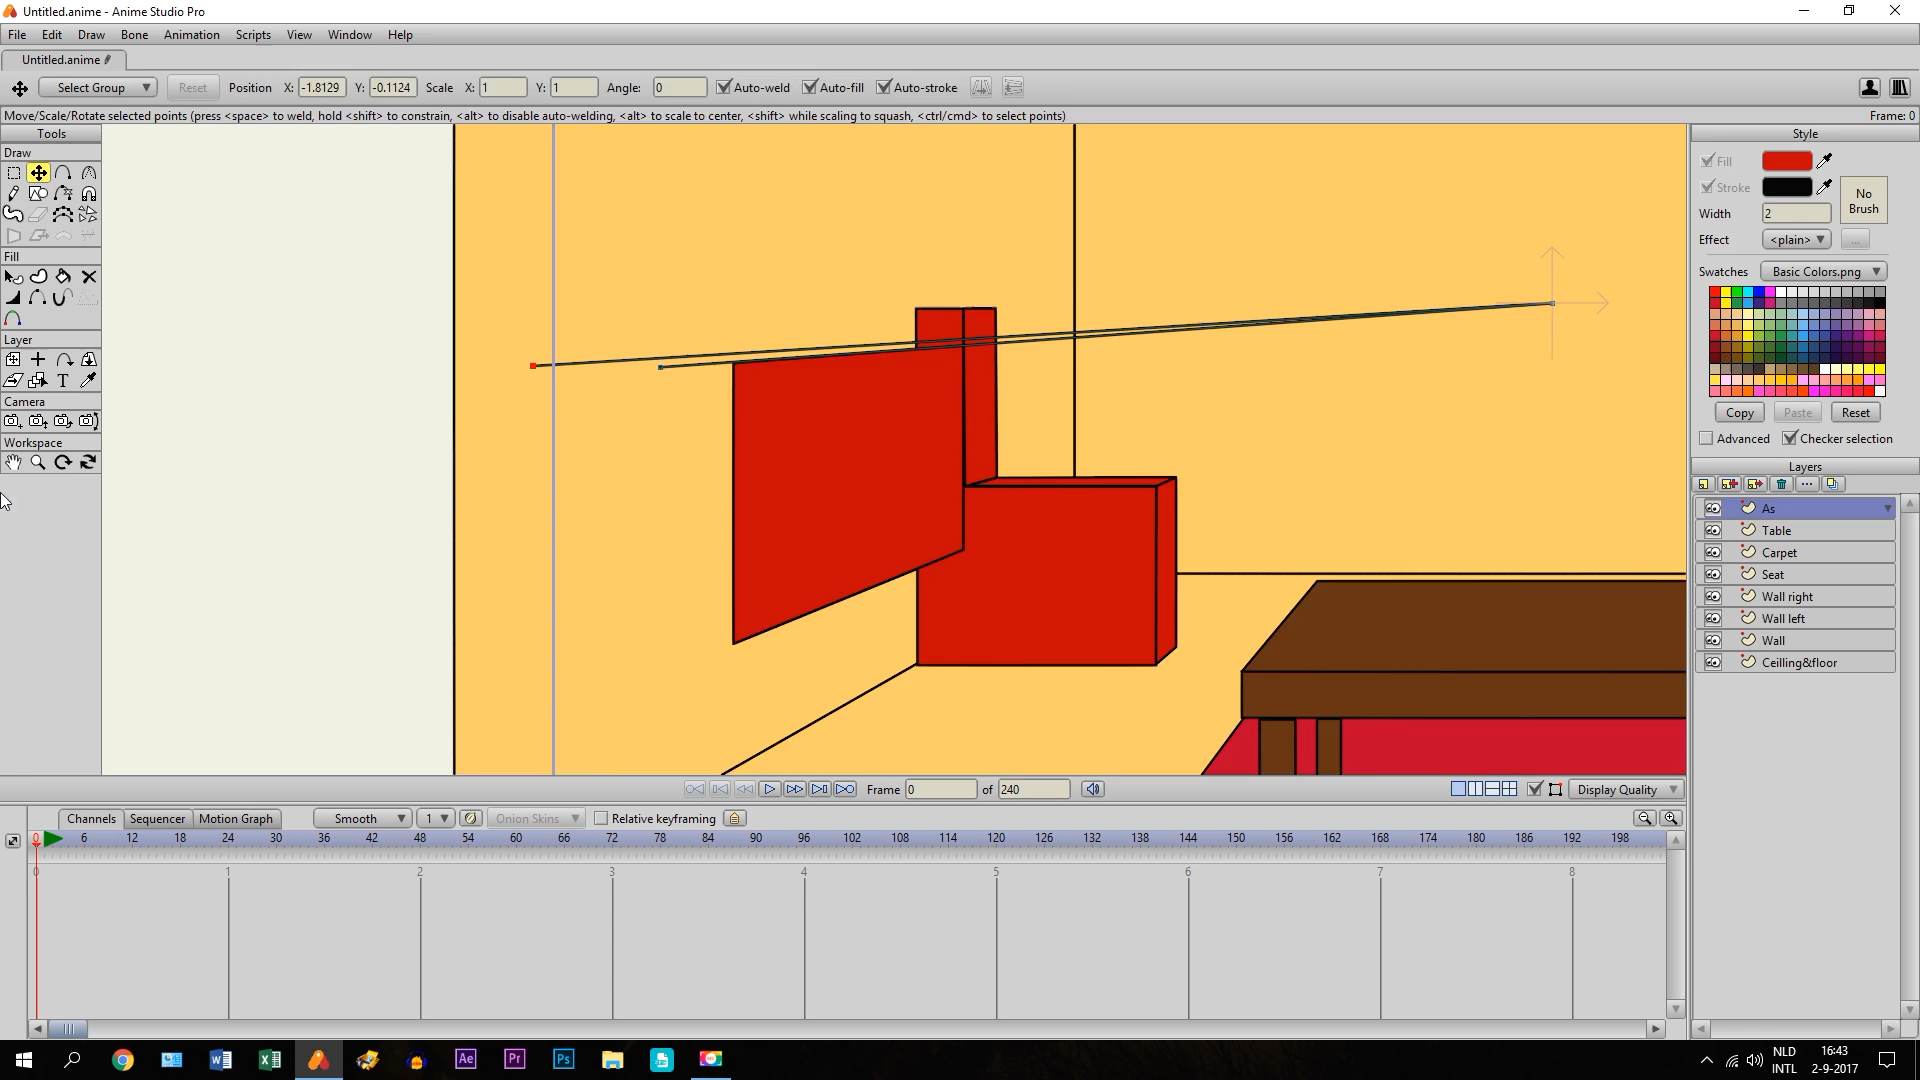 Untitled.anime - Anime Studio Pro
File Edit Draw Bone Animation Scripts View Window Help
Untitled.anime
Select Group Reset Position X: -1.8129 Y: -0.1124 Scale X: 1 Y: 1 Angle: 0 Auto-weld Auto-fill Auto-stroke
Move/Scale/Rotate selected points (press <space> to weld, hold <shift> to constrain, <alt> to disable auto-welding, <alt> to scale to center, <shift> while scaling to squash, <ctrl/cmd> to select points) Frame: 0
Tools
Draw
Fill
Layer
T
Camera
Workspace
Style
Fill
Stroke
No
Brush
Width 2
Effect <plain> ...
Swatches Basic Colors.png
Copy Paste Reset
Advanced Checker selection
Layers
As
Table
Carpet
Seat
Wall right
Wall left
Wall
Ceilling&floor
Frame 0 of 240 Display Quality
Channels Sequencer Motion Graph Smooth 1 Onion Skins Relative keyframing
0 6 12 18 24 30 36 42 48 54 60 66 72 78 84 90 96 102 108 114 120 126 132 138 144 150 156 162 168 174 180 186 192 198
0 1 2 3 4 5 6 7 8
Ae Pr Ps
NLD
INTL
16:43
2-9-2017